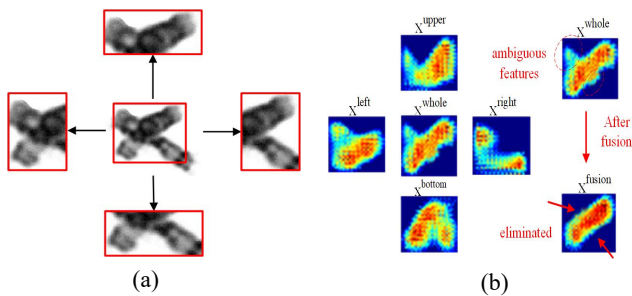 X^upper
X^whole
ambiguous
features
X^left
X^whole
X^right
After
fusion
X^bottom
X^fusion
eliminated
(a)
(b)